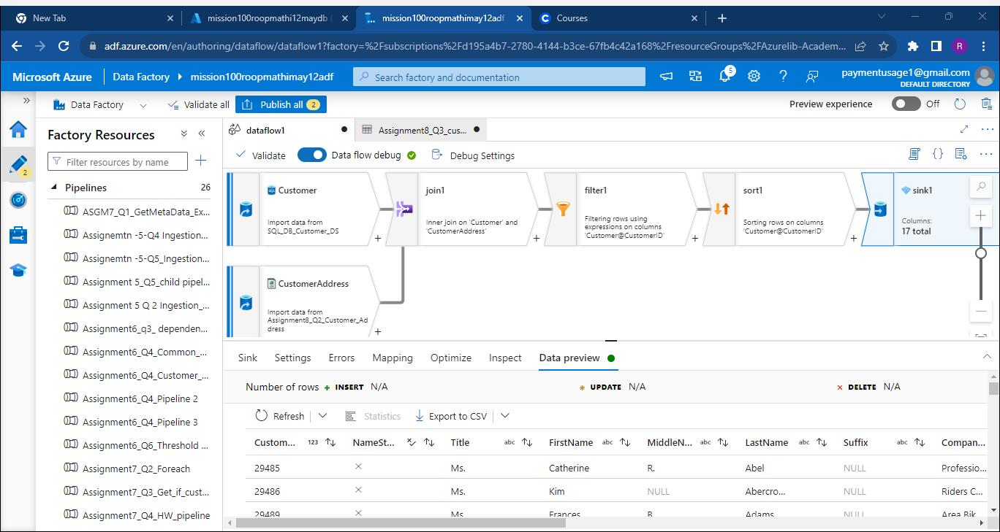 New Tab
mission100roopmathi12maydb (
mission100roopmathimay12adf
Courses
adf.azure.com/en/authoring/dataflow/dataflow1?factory=%2Fsubscriptions%2Fd195a4b7-2780-4144-b3ce-67fb4c42a168%2FresourceGroups%2FAzurelib-Academ...
R
Microsoft Azure
Data Factory
mission100roopmathimay12adf
Search factory and documentation
5
paymentusage1@gmail.com
DEFAULT DIRECTORY
Data Factory
Validate all
Publish all 2
Preview experience
Off
Factory Resources
dataflow1
Assignment8_Q3_cus...
2
Filter resources by name
Validate
Data flow debug
Debug Settings
Pipelines 26
ASGM7_Q1_GetMetaData_Ex...
Assignemtn -5-Q4 Ingestion...
Assignemtn -5-Q5_Ingestion...
Assignment 5_Q5_child pipel...
Assignment 5 Q 2 Ingestion_...
Assignment6_q3_ dependen...
Assignment6_Q4_Common_...
Assignment6_Q4_Customer_...
Assignment6_Q4_Pipeline 2
Assignment6_Q4_Pipeline 3
Assignment6_Q6_Threshold ...
Assignment7_Q2_Foreach
Assignment7_Q3_Get_if_cust...
Assignment7_Q4_HW_pipeline
SQL
Customer
Import data from
SQL_DB_Customer_DS
join1
Inner join on 'Customer' and
'CustomerAddress'
filter1
Filtering rows using
expressions on columns
'Customer@CustomerID'
sort1
Sorting rows on columns
'Customer@CustomerID'
sink1
Columns:
17 total
CustomerAddress
Import data from
Assignment8_Q2_Customer_Ad
dress
Sink Settings Errors Mapping Optimize Inspect Data preview
Number of rows + INSERT N/A UPDATE N/A DELETE N/A
Refresh Statistics Export to CSV
Custom... 123 NameSt... Title abc FirstName abc MiddleN... abc LastName abc Suffix abc Compan...
29485 Ms. Catherine R. Abel NULL Professio...
29486 Ms. Kim NULL Abercro... NULL Riders C...
29489 Ms. Frances B. Adams NULL Area Bik...